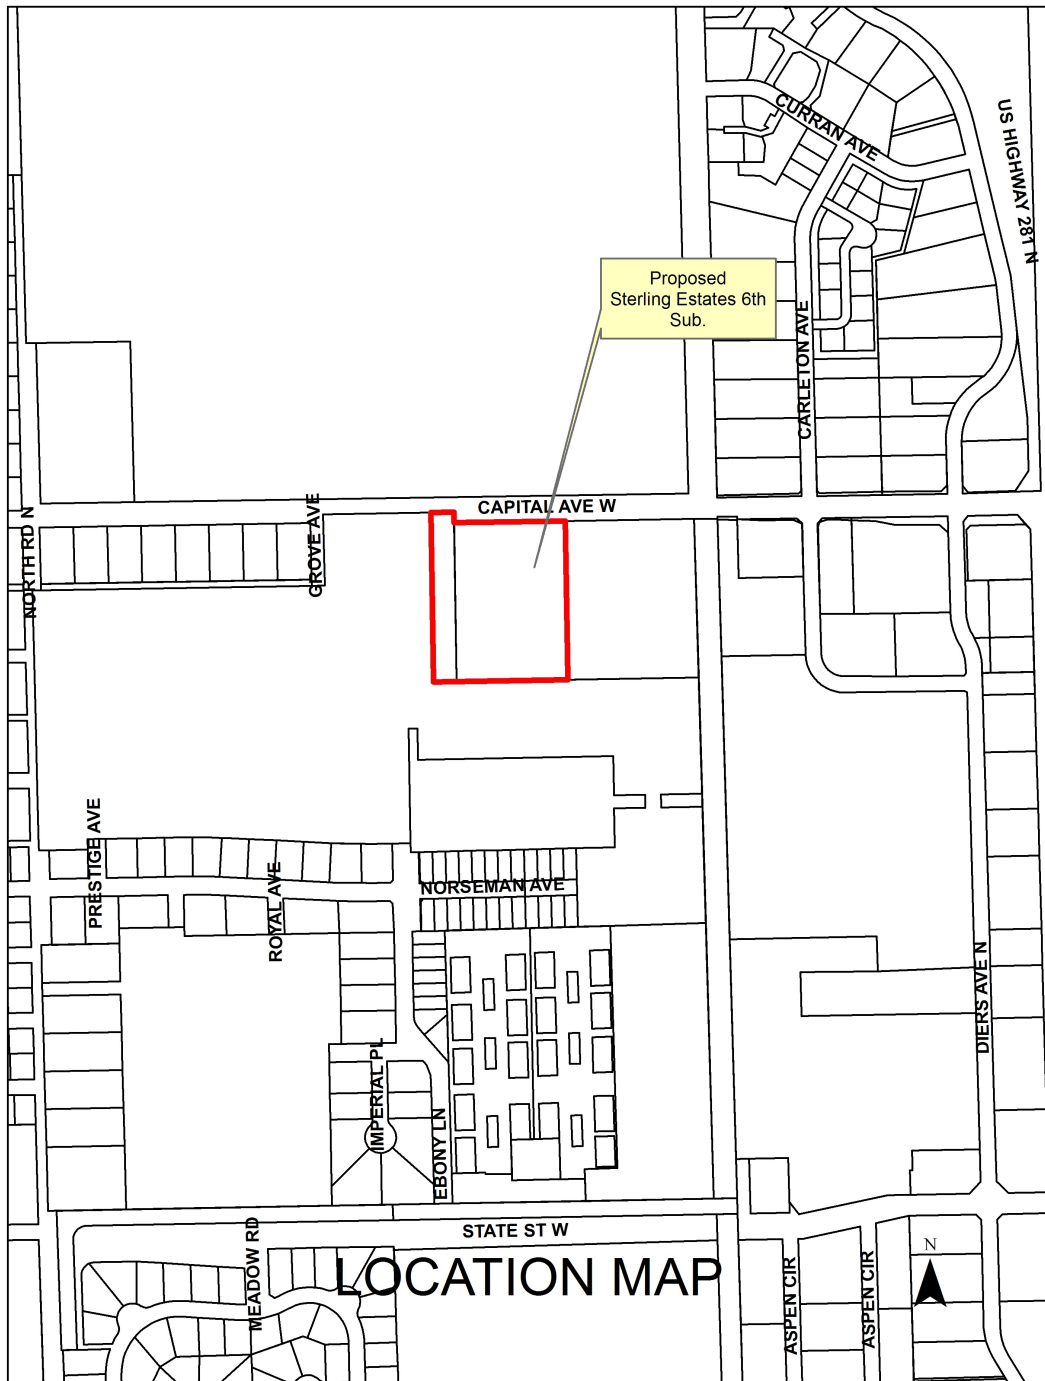 CURRAN AVE
US HIGHWAY 281 N
Proposed
Sterling Estates 6th
Sub.
CARLETON AVE
CAPITAL AVE W
GROVE AVE
NORTH RD N
PRESTIGE AVE
ROYAL AVE
NORSEMAN AVE
DIERS AVE N
IMPERIAL PL
EBONY LN
STATE ST W
MEADOW RD
LOCATION MAP
ASPEN CIR
ASPEN CIR
N